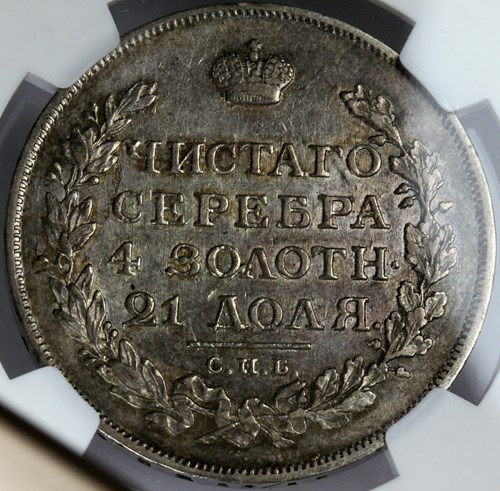 ЧИСТАГО
СЕРЕБРА
4 ЗОЛОТН.
21 ДОЛЯ.
С.П.Б.